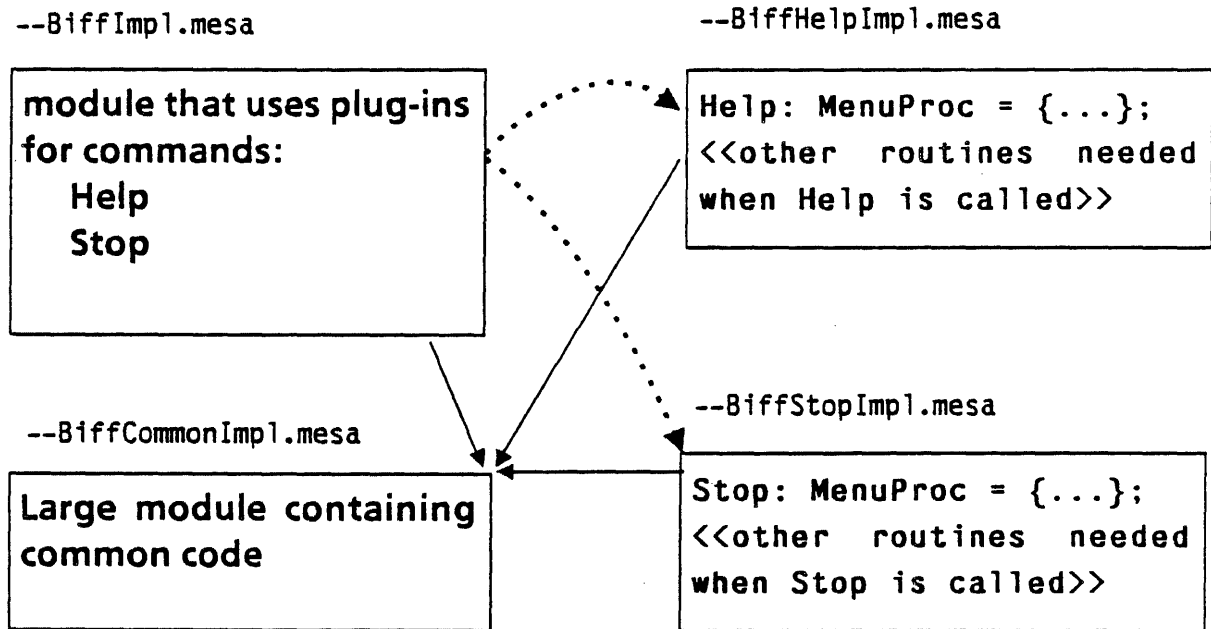 --BiffImpl.mesa
module that uses plug-ins
for commands:
Help
Stop
--BiffHelpImpl.mesa
Help: MenuProc = {...};
<<other routines needed
when Help is called>>
--BiffCommonImpl.mesa
Large module containing
common code
--BiffStopImpl.mesa
Stop: MenuProc = {...};
<<other routines needed
when Stop is called>>